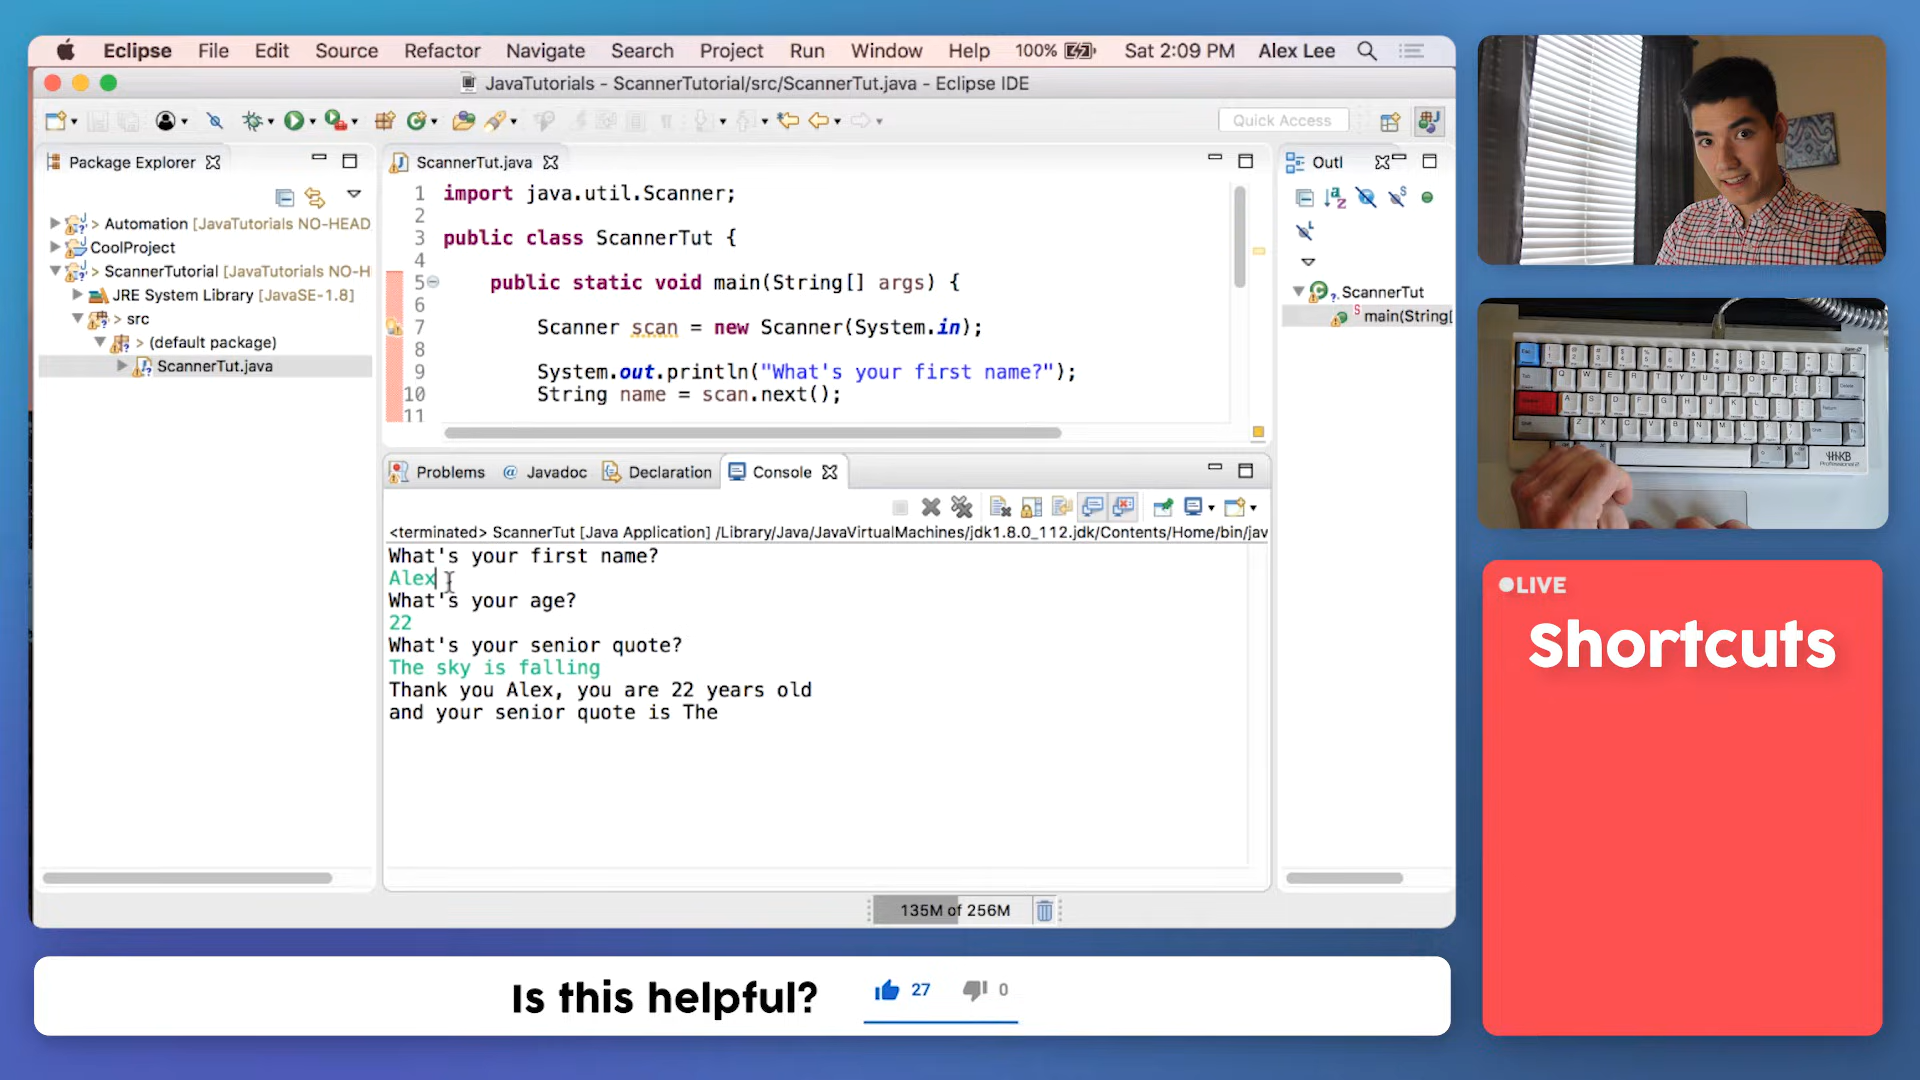 Eclipse File Edit Source Refactor Navigate Search Project Run Window Help 100% Sat 2:09 PM Alex Lee
JavaTutorials - ScannerTutorial/src/ScannerTut.java - Eclipse IDE
Quick Access
Package Explorer
> Automation [JavaTutorials NO-HEAD
CoolProject
> ScannerTutorial [JavaTutorials NO-H
JRE System Library [JavaSE-1.8]
> src
> (default package)
ScannerTut.java
ScannerTut.java
1 import java.util.Scanner;
2
3 public class ScannerTut {
4
5 public static void main(String[] args) {
6
7 Scanner scan = new Scanner(System.in);
8
9 System.out.println("What's your first name?");
10 String name = scan.next();
11
Outl
ScannerTut
main(String[
Problems @ Javadoc Declaration Console
<terminated> ScannerTut [Java Application] /Library/Java/JavaVirtualMachines/jdk1.8.0_112.jdk/Contents/Home/bin/jav
What's your first name?
Alex
What's your age?
22
What's your senior quote?
The sky is falling
Thank you Alex, you are 22 years old
and your senior quote is The
135M of 256M
Is this helpful? 27 0
HHKB
LIVE
Shortcuts